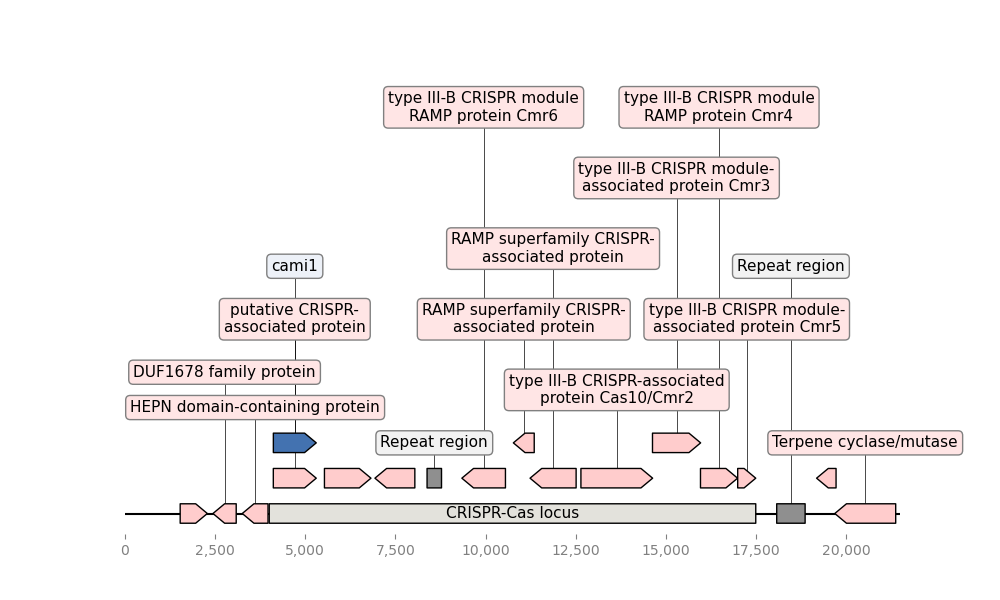 type III-B CRISPR module
RAMP protein Cmr6
type III-B CRISPR module
RAMP protein Cmr4
type III-B CRISPR module-
associated protein Cmr3
RAMP superfamily CRISPR-
associated protein
cami1
Repeat region
putative CRISPR-
associated protein
RAMP superfamily CRISPR-
associated protein
type III-B CRISPR module-
associated protein Cmr5
DUF1678 family protein
type III-B CRISPR-associated
protein Cas10/Cmr2
HEPN domain-containing protein
Repeat region
Terpene cyclase/mutase
CRISPR-Cas locus
0 2,500 5,000 7,500 10,000 12,500 15,000 17,500 20,000